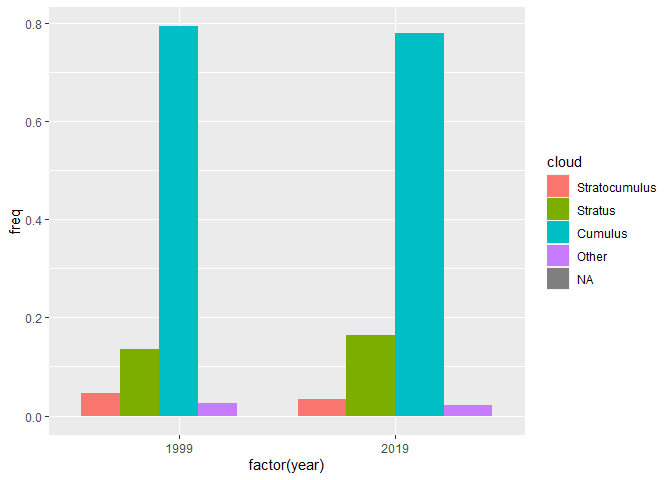 0.8
0.6
0.4
0.2
0.0
freq
1999
2019
factor(year)
cloud
Stratocumulus
Stratus
Cumulus
Other
NA